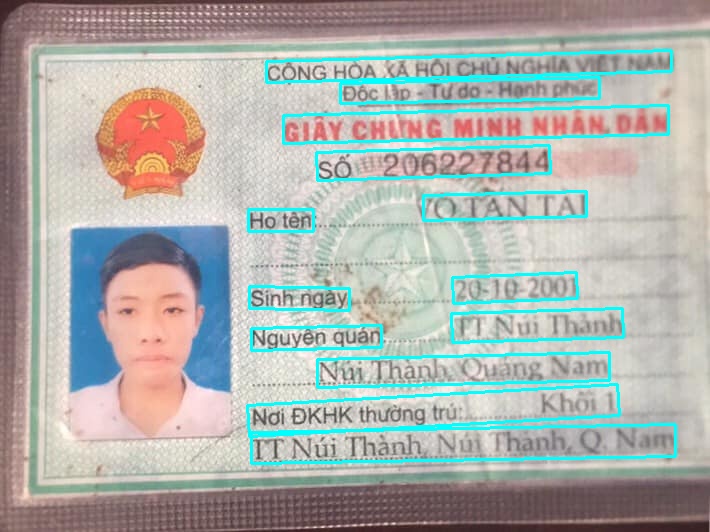 CỘNG HÒA XÃ HỘI CHỦ NGHĨA VIỆT NAM
Độc lập - Tự do - Hạnh phúc
GIẤY CHỨNG MINH NHÂN DÂN
SỐ 206227844
Họ tên VÕ TẤN TÀI
Sinh ngày 20-10-2001
Nguyên quán TT Núi Thành
Núi Thành, Quảng Nam
Nơi ĐKHK thường trú: Khối 1
TT Núi Thành, Núi Thành, Q. Nam